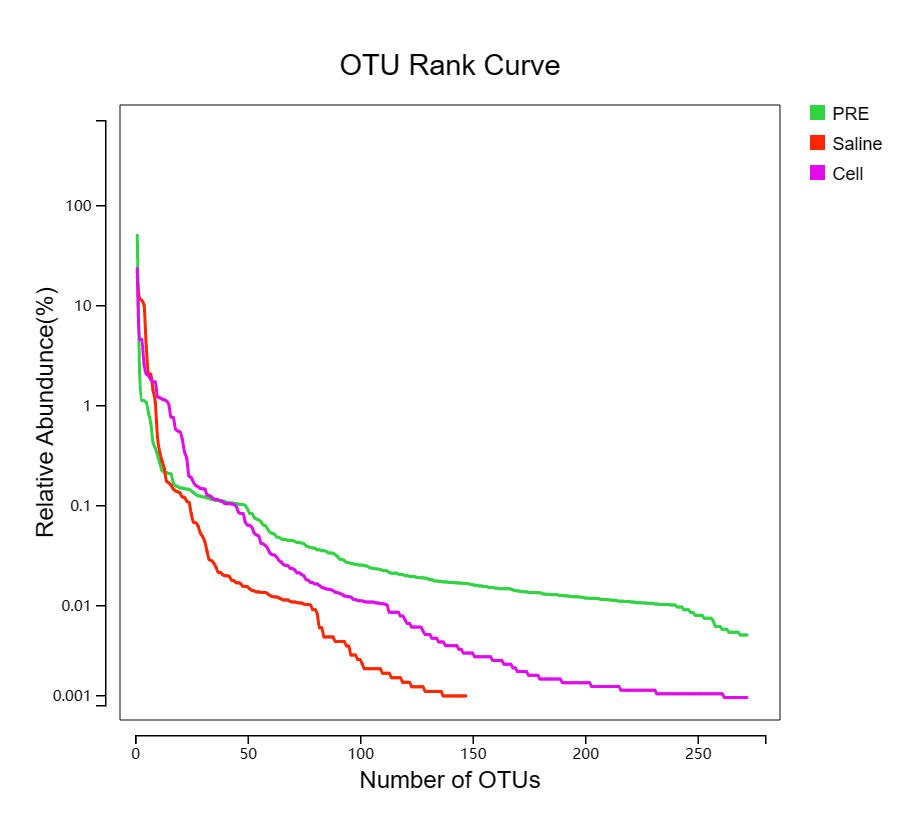 OTU Rank Curve
PRE
Saline
Cell
Relative Abundunce(%)
100
10
1
0.1
0.01
0.001
0 50 100 150 200 250
Number of OTUs